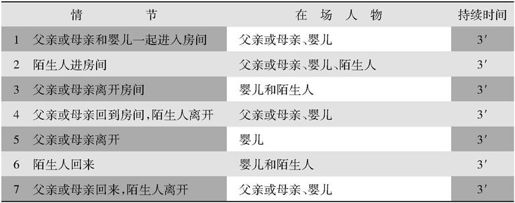 情 节 在 场 人 物 持续时间
1 父亲或母亲和婴儿一起进入房间 父亲或母亲、婴儿 3′
2 陌生人进房间 父亲或母亲、婴儿、陌生人 3′
3 父亲或母亲离开房间 婴儿和陌生人 3′
4 父亲或母亲回到房间,陌生人离开 父亲或母亲、婴儿 3′
5 父亲或母亲离开 婴儿 3′
6 陌生人回来 婴儿和陌生人 3′
7 父亲或母亲回来,陌生人离开 父亲或母亲、婴儿 3′